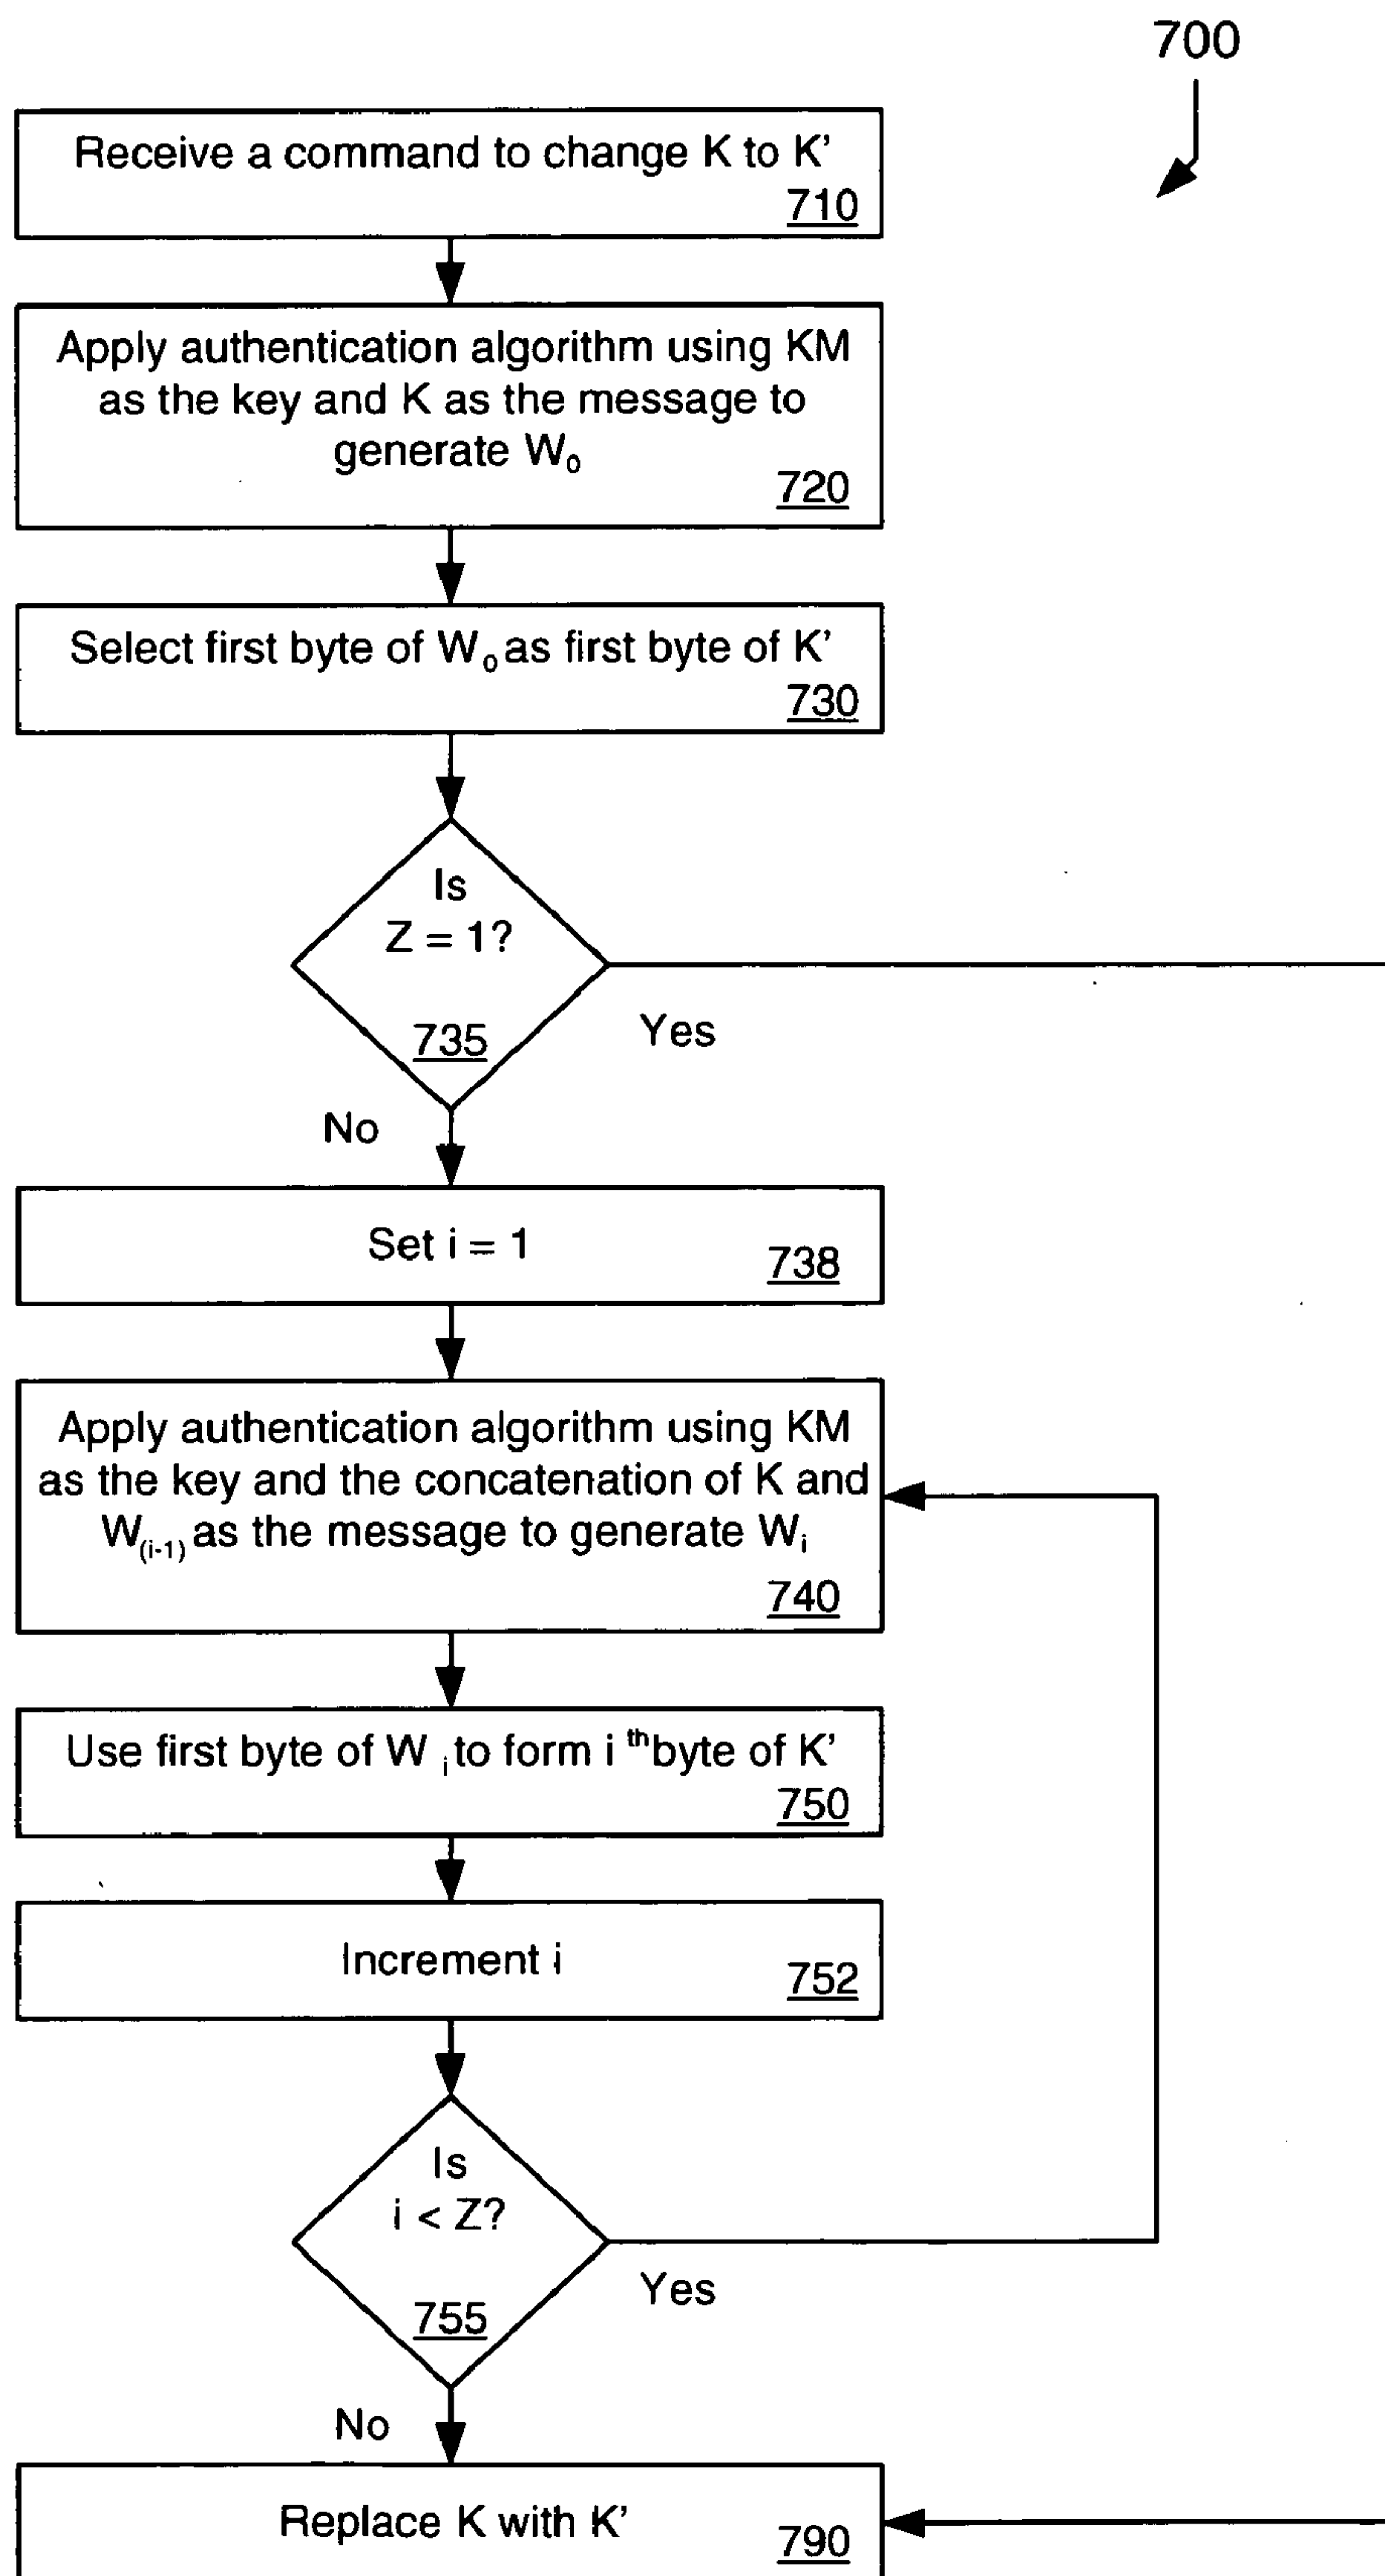 700
Receive a command to change K to K’
710
Apply authentication algorithm using KM
as the key and K as the message to
generate W₀
720
Select first byte of W₀ as first byte of K’
730
Is
Z = 1?
735
Yes
No
Set i = 1
738
Apply authentication algorithm using KM
as the key and the concatenation of K and
W₍ᵢ₋₁₎ as the message to generate Wᵢ
740
Use first byte of W ᵢ to form i ᵗʰ byte of K’
750
Increment i
752
Is
i < Z?
755
Yes
No
Replace K with K’
790